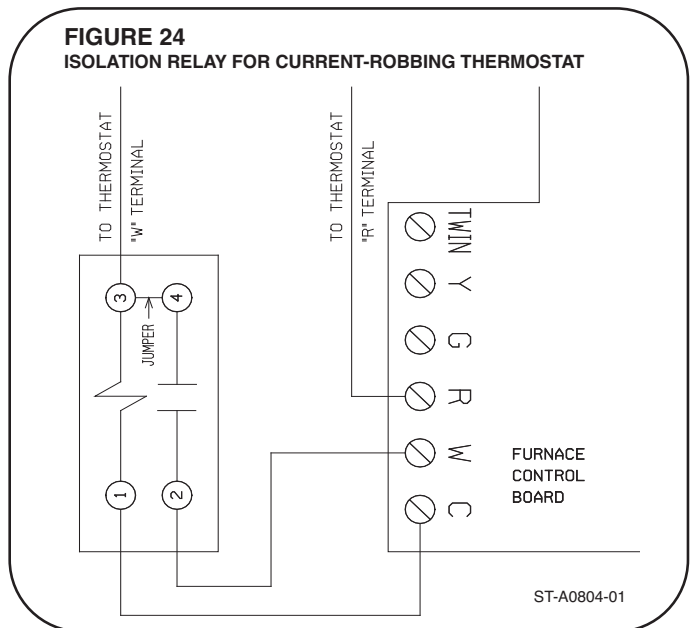 FIGURE 24
ISOLATION RELAY FOR CURRENT-ROBBING THERMOSTAT
TO THERMOSTAT
"W" TERMINAL
TO THERMOSTAT
"R" TERMINAL
3
4
JUMPER
1
2
TWIN
Y
G
R
W
C
FURNACE
CONTROL
BOARD
ST-A0804-01